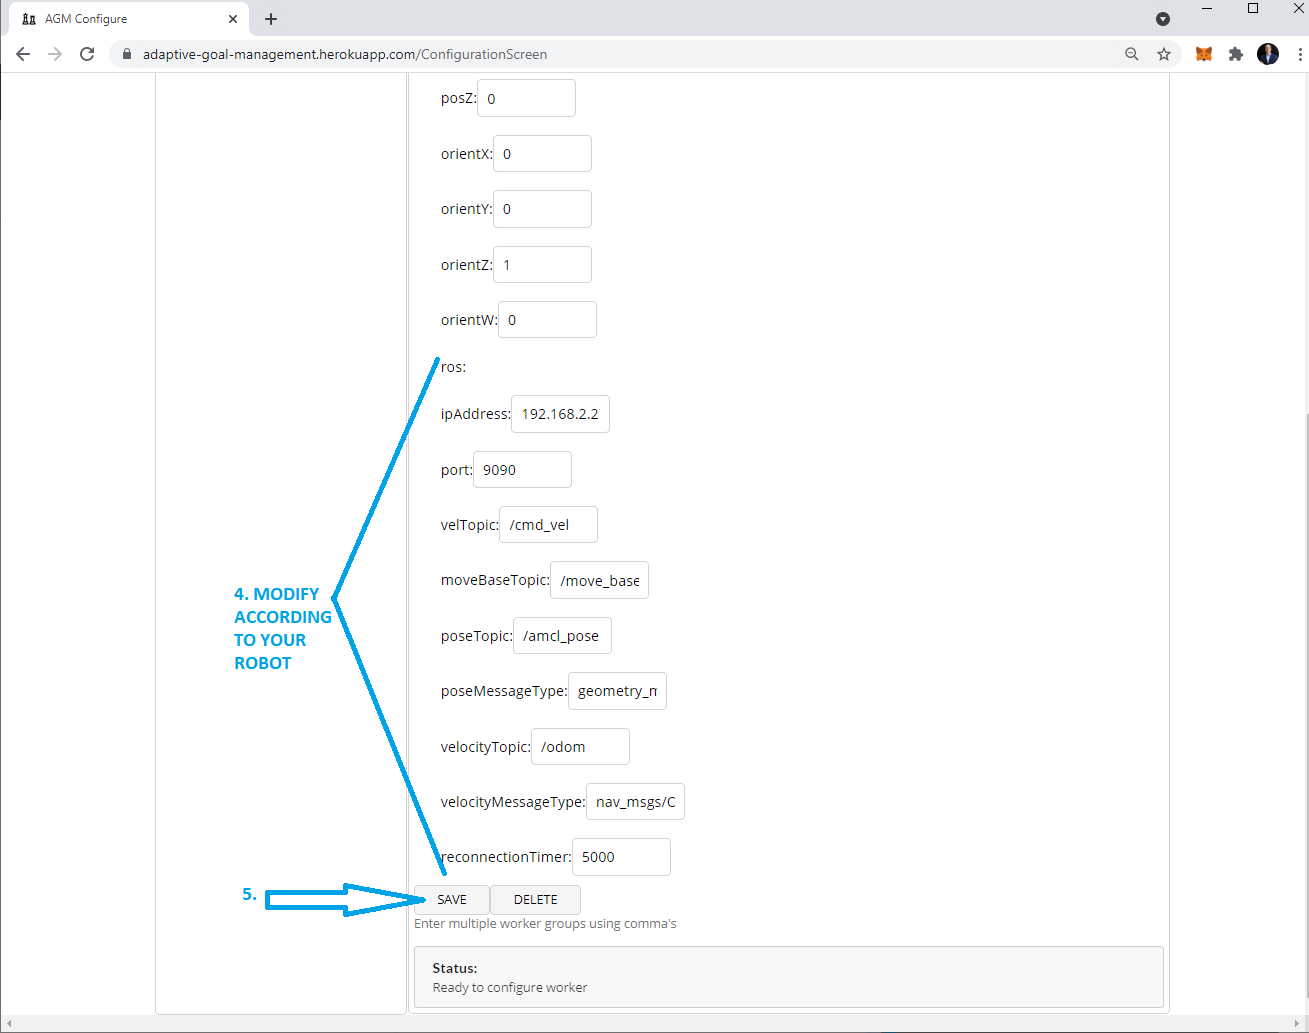 AGM Configure
adaptive-goal-management.herokuapp.com/ConfigurationScreen
posZ: 0
orientX: 0
orientY: 0
orientZ: 1
orientW: 0
ros:
ipAddress: 192.168.2.2
port: 9090
velTopic: /cmd_vel
moveBaseTopic: /move_base
poseTopic: /amcl_pose
poseMessageType: geometry_m
velocityTopic: /odom
velocityMessageType: nav_msgs/O
reconnectionTimer: 5000
4. MODIFY
ACCORDING
TO YOUR
ROBOT
5.
SAVE DELETE
Enter multiple worker groups using comma's
Status:
Ready to configure worker